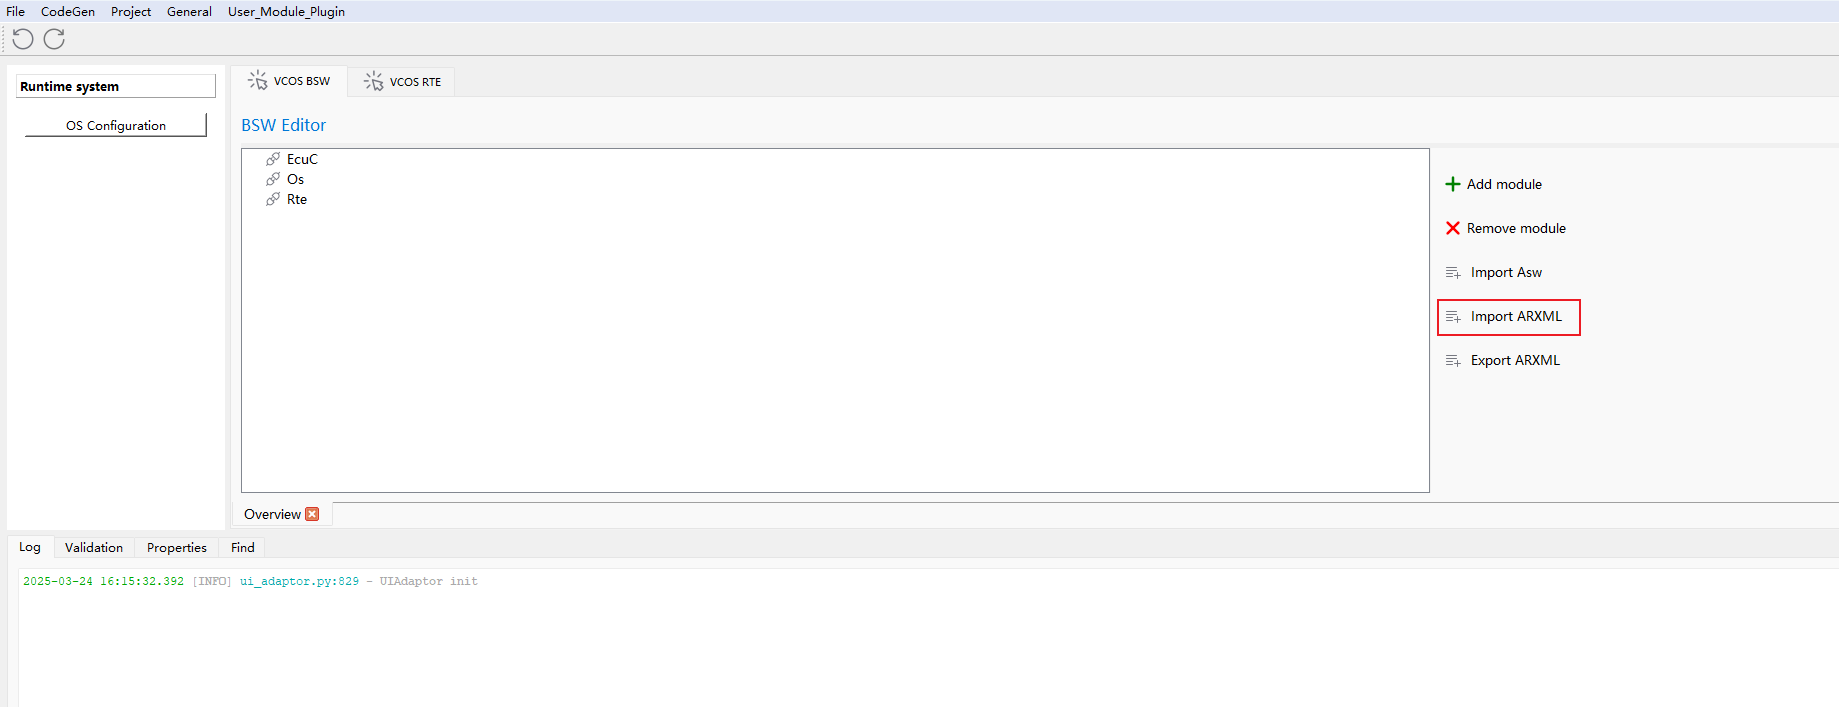 File CodeGen Project General User_Module_Plugin
Runtime system
OS Configuration
VCOS BSW VCOS RTE
BSW Editor
EcuC
Os
Rte
Add module
Remove module
Import Asw
Import ARXML
Export ARXML
Overview
Log Validation Properties Find
2025-03-24 16:15:32.392 [INFO] ui_adaptor.py:829 - UIAdaptor init